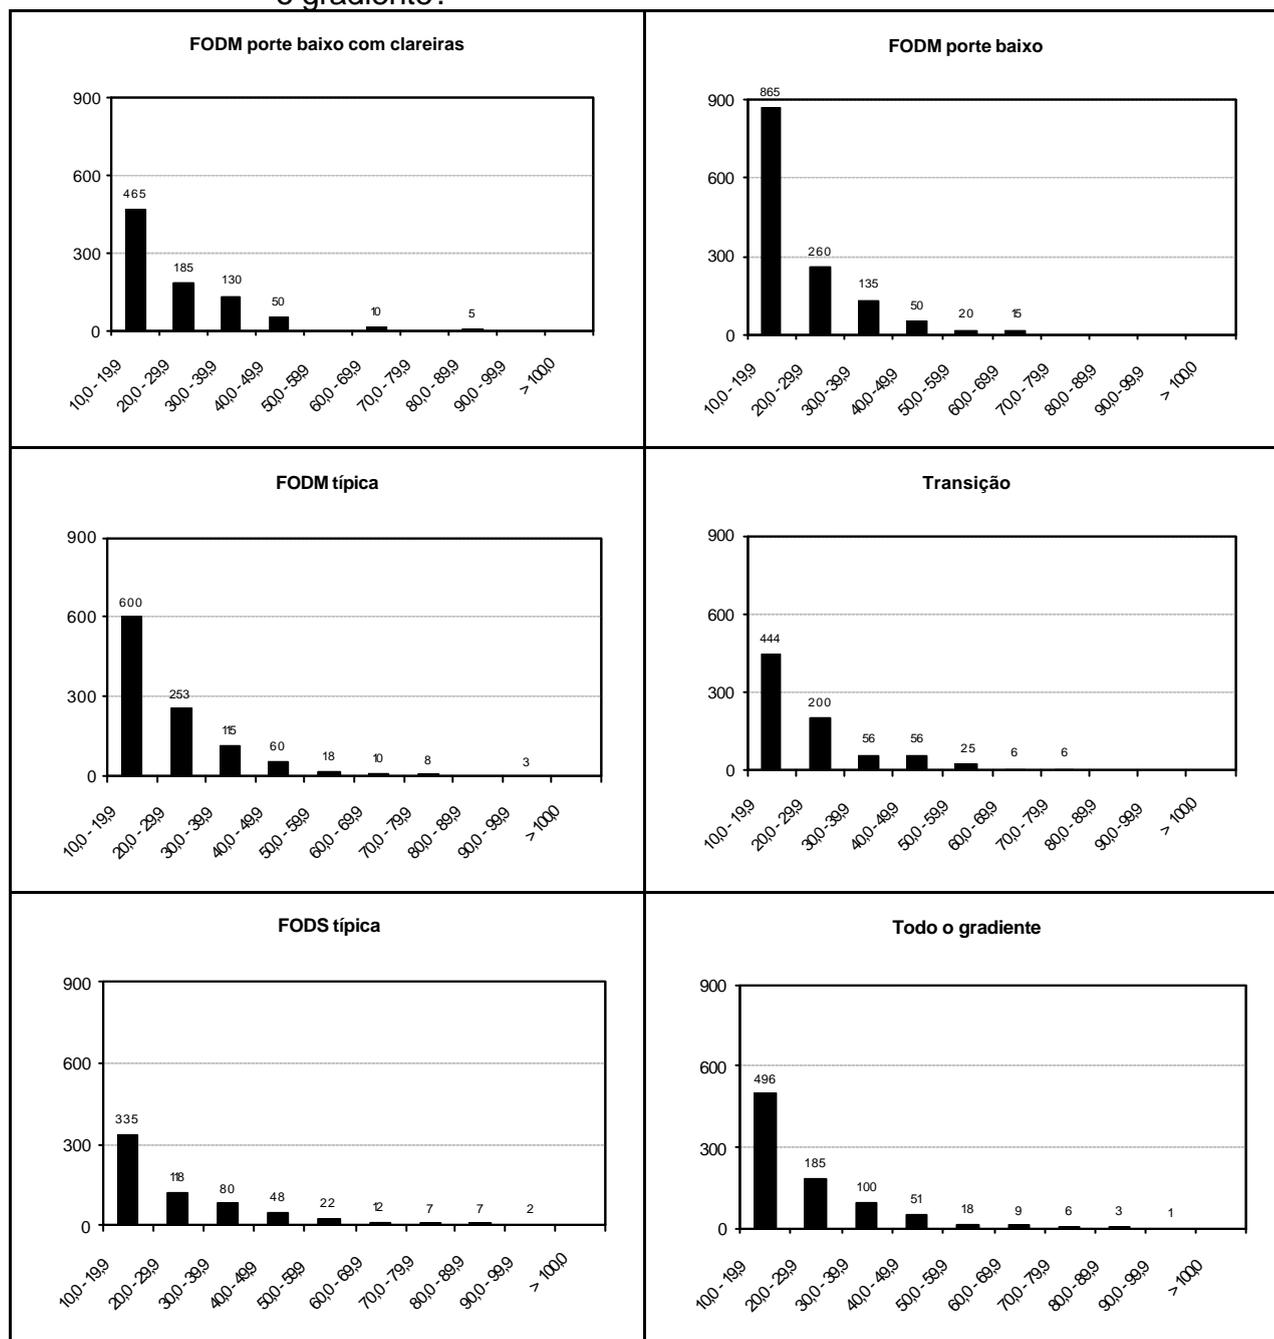 o gradiente?
FODM porte baixo com clareiras
900
600
300
0
465
185
130
50
10
5
10,0 - 19,9
20,0 - 29,9
30,0 - 39,9
40,0 - 49,9
50,0 - 59,9
60,0 - 69,9
70,0 - 79,9
80,0 - 89,9
90,0 - 99,9
> 100,0
FODM porte baixo
900
600
300
0
865
260
135
50
20
15
10,0 - 19,9
20,0 - 29,9
30,0 - 39,9
40,0 - 49,9
50,0 - 59,9
60,0 - 69,9
70,0 - 79,9
80,0 - 89,9
90,0 - 99,9
> 100,0
FODM típica
900
600
300
0
600
253
115
60
18
10
8
3
10,0 - 19,9
20,0 - 29,9
30,0 - 39,9
40,0 - 49,9
50,0 - 59,9
60,0 - 69,9
70,0 - 79,9
80,0 - 89,9
90,0 - 99,9
> 100,0
Transição
900
600
300
0
444
200
56
56
25
6
6
10,0 - 19,9
20,0 - 29,9
30,0 - 39,9
40,0 - 49,9
50,0 - 59,9
60,0 - 69,9
70,0 - 79,9
80,0 - 89,9
90,0 - 99,9
> 100,0
FODS típica
900
600
300
0
335
118
80
48
22
12
7
7
2
10,0 - 19,9
20,0 - 29,9
30,0 - 39,9
40,0 - 49,9
50,0 - 59,9
60,0 - 69,9
70,0 - 79,9
80,0 - 89,9
90,0 - 99,9
> 100,0
Todo o gradiente
900
600
300
0
496
185
100
51
18
9
6
3
1
10,0 - 19,9
20,0 - 29,9
30,0 - 39,9
40,0 - 49,9
50,0 - 59,9
60,0 - 69,9
70,0 - 79,9
80,0 - 89,9
90,0 - 99,9
> 100,0